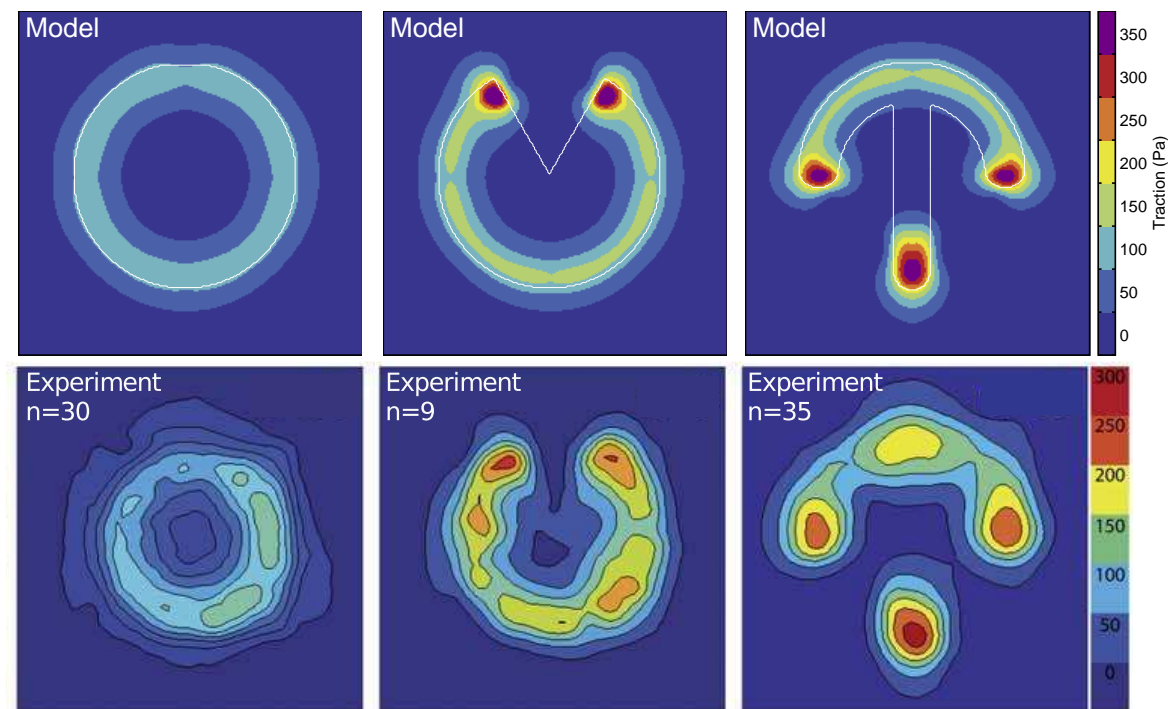 Model
Model
Model
350
300
250
200
150
100
50
0
Traction (Pa)
Experiment
n=30
Experiment
n=9
Experiment
n=35
300
250
200
150
100
50
0